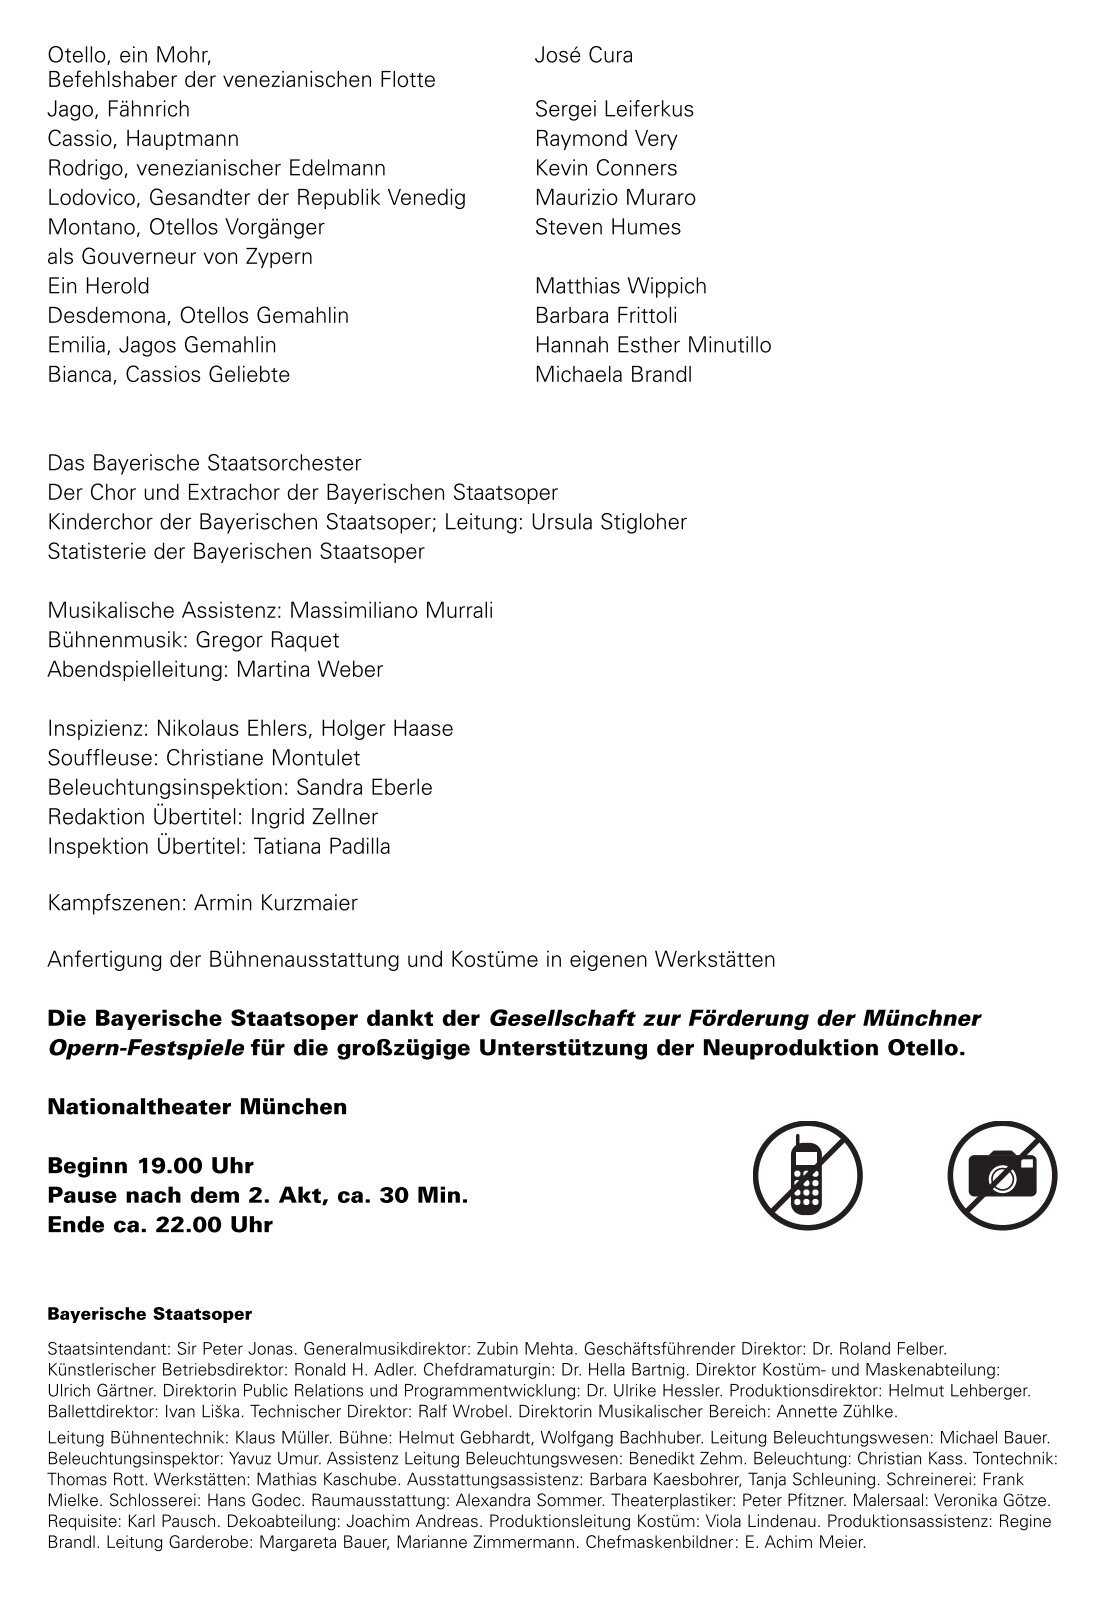 Otello, ein Mohr, José Cura
Befehlshaber der venezianischen Flotte
Jago, Fähnrich Sergei Leiferkus
Cassio, Hauptmann Raymond Very
Rodrigo, venezianischer Edelmann Kevin Conners
Lodovico, Gesandter der Republik Venedig Maurizio Muraro
Montano, Otellos Vorgänger Steven Humes
als Gouverneur von Zypern
Ein Herold Matthias Wippich
Desdemona, Otellos Gemahlin Barbara Frittoli
Emilia, Jagos Gemahlin Hannah Esther Minutillo
Bianca, Cassios Geliebte Michaela Brandl
Das Bayerische Staatsorchester
Der Chor und Extrachor der Bayerischen Staatsoper
Kinderchor der Bayerischen Staatsoper; Leitung: Ursula Stigloher
Statisterie der Bayerischen Staatsoper
Musikalische Assistenz: Massimiliano Murrali
Bühnenmusik: Gregor Raquet
Abendspielleitung: Martina Weber
Inspizienz: Nikolaus Ehlers, Holger Haase
Souffleuse: Christiane Montulet
Beleuchtungsinspektion: Sandra Eberle
Redaktion Übertitel: Ingrid Zellner
Inspektion Übertitel: Tatiana Padilla
Kampfszenen: Armin Kurzmaier
Anfertigung der Bühnenausstattung und Kostüme in eigenen Werkstätten
Die Bayerische Staatsoper dankt der Gesellschaft zur Förderung der Münchner
Opern-Festspiele für die großzügige Unterstützung der Neuproduktion Otello.
Nationaltheater München
Beginn 19.00 Uhr
Pause nach dem 2. Akt, ca. 30 Min.
Ende ca. 22.00 Uhr
Bayerische Staatsoper
Staatsintendant: Sir Peter Jonas. Generalmusikdirektor: Zubin Mehta. Geschäftsführender Direktor: Dr. Roland Felber.
Künstlerischer Betriebsdirektor: Ronald H. Adler. Chefdramaturgin: Dr. Hella Bartnig. Direktor Kostüm- und Maskenabteilung:
Ulrich Gärtner. Direktorin Public Relations und Programmentwicklung: Dr. Ulrike Hessler. Produktionsdirektor: Helmut Lehberger.
Ballettdirektor: Ivan Liška. Technischer Direktor: Ralf Wrobel. Direktorin Musikalischer Bereich: Annette Zühlke.
Leitung Bühnentechnik: Klaus Müller. Bühne: Helmut Gebhardt, Wolfgang Bachhuber. Leitung Beleuchtungswesen: Michael Bauer.
Beleuchtungsinspektor: Yavuz Umur. Assistenz Leitung Beleuchtungswesen: Benedikt Zehm. Beleuchtung: Christian Kass. Tontechnik:
Thomas Rott. Werkstätten: Mathias Kaschube. Ausstattungsassistenz: Barbara Kaesbohrer, Tanja Schleuning. Schreinerei: Frank
Mielke. Schlosserei: Hans Godec. Raumausstattung: Alexandra Sommer. Theaterplastiker: Peter Pfitzner. Malersaal: Veronika Götze.
Requisite: Karl Pausch. Dekoabteilung: Joachim Andreas. Produktionsleitung Kostüm: Viola Lindenau. Produktionsassistenz: Regine
Brandl. Leitung Garderobe: Margareta Bauer, Marianne Zimmermann. Chefmaskenbildner: E. Achim Meier.